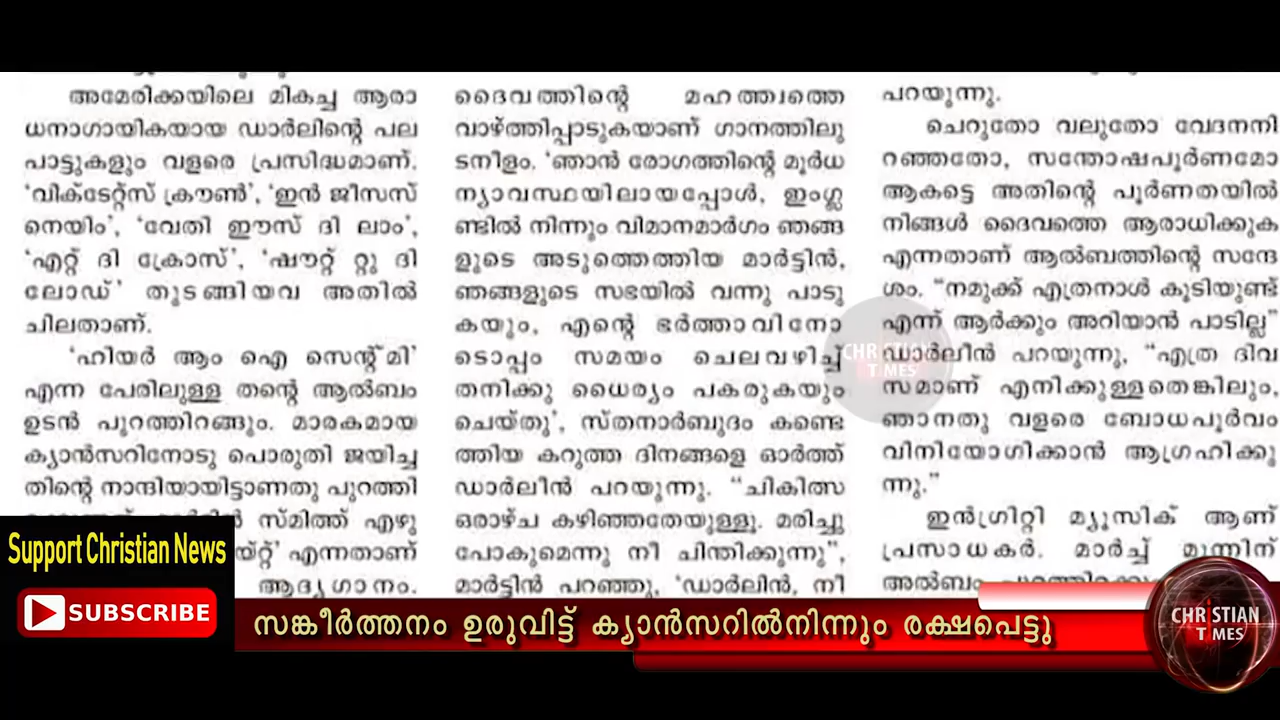 അമേരിക്കയിലെ മികച്ച ആരാ
ധനാഗായികയായ ഡാർലിന്റെ പല
പാട്ടുകളും വളരെ പ്രസിദ്ധമാണ്.
‘വിക്ടേറ്റ്സ് ക്രൗൺ’, ‘ഇൻ ജീസസ്
നെയിം’, ‘വേതി ഈസ് ദി ലാം’,
‘എറ്റ് ദി ക്രോസ്’, ‘ഷൗറ്റ് റ്റു ദി
ലോഡ്’ തുടങ്ങിയവ അതിൽ
ചിലതാണ്.
‘ഹിയർ ആം ഐ സെന്റ് മി’
എന്ന പേരിലുള്ള തന്റെ ആൽബം
ഉടൻ പുറത്തിറങ്ങും. മാരകമായ
ക്യാൻസറിനോടു പൊരുതി ജയിച്ച
തിന്റെ നാന്ദിയായിട്ടാണതു പുറത്തി
സ്മിത്ത് എഴു
യ്റ്റ്’ എന്നതാണ്
ആദ്യഗാനം.
ദൈവത്തിന്റെ മഹത്ത്വത്തെ
വാഴ്ത്തിപ്പാടുകയാണ് ഗാനത്തിലു
ടനീളം. ‘ഞാൻ രോഗത്തിന്റെ മൂർധ
ന്യാവസ്ഥയിലായപ്പോൾ, ഇംഗ്ല
ണ്ടിൽ നിന്നും വിമാനമാർഗം ഞങ്ങ
ളുടെ അടുത്തെത്തിയ മാർട്ടിൻ,
ഞങ്ങളുടെ സഭയിൽ വന്നു പാടു
കയും, എന്റെ ഭർത്താവിനോ
ടൊപ്പം സമയം ചെലവഴിച്ച്
തനിക്കു ധൈര്യം പകരുകയും
ചെയ്തു’, സ്തനാർബുദം കണ്ടെ
ത്തിയ കറുത്ത ദിനങ്ങളെ ഓർത്ത്
ഡാർലീൻ പറയുന്നു. “ചികിത്സ
ഒരാഴ്ച കഴിഞ്ഞതേയുള്ളൂ. മരിച്ചു
പോകുമെന്നു നീ ചിന്തിക്കുന്നു”,
മാർട്ടിൻ പറഞ്ഞു, ‘ഡാർലിൻ, നീ
പറയുന്നു.
ചെറുതോ വലുതോ വേദനനി
റഞ്ഞതോ, സന്തോഷപൂർണമോ
ആകട്ടെ അതിന്റെ പൂർണതയിൽ
നിങ്ങൾ ദൈവത്തെ ആരാധിക്കുക
എന്നതാണ് ആൽബത്തിന്റെ സന്ദേ
ശം. “നമുക്ക് എത്രനാൾ കൂടിയുണ്ട്
എന്ന് ആർക്കും അറിയാൻ പാടില്ല”
ഡാർലീൻ പറയുന്നു, “എത്ര ദിവ
സമാണ് എനിക്കുള്ളതെങ്കിലും,
ഞാനതു വളരെ ബോധപൂർവം
വിനിയോഗിക്കാൻ ആഗ്രഹിക്കു
ന്നു.”
ഇൻഗ്രിറ്റി മ്യൂസിക് ആണ്
പ്രസാധകർ. മാർച്ച് മൂന്നിന്
അൽബം
CHRISTIAN
TIMES
Support Christian News
SUBSCRIBE
സങ്കീർത്തനം ഉരുവിട്ട് ക്യാൻസറിൽനിന്നും രക്ഷപെട്ടു
CHRISTIAN
TIMES